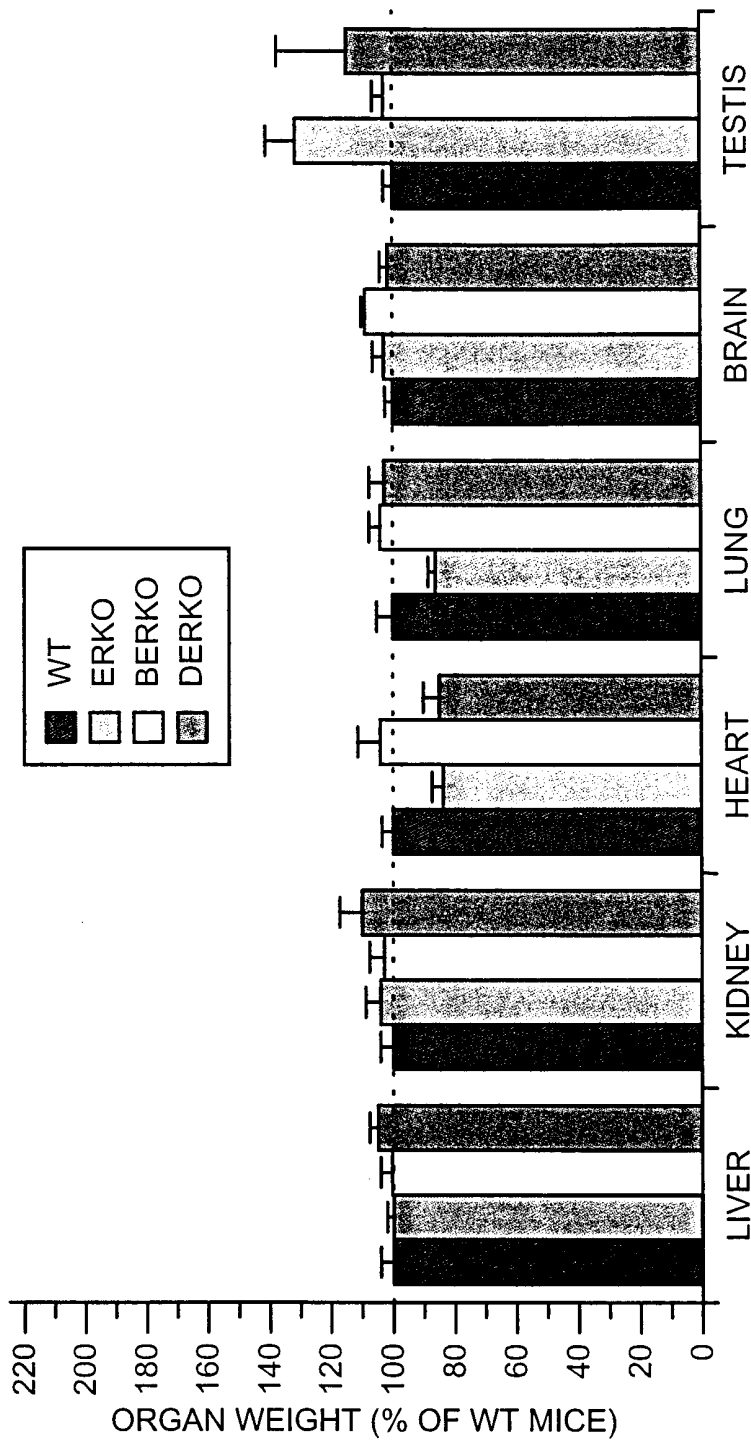 ORGAN WEIGHT (% OF WT MICE)
220
200
180
160
140
120
100
80
60
40
20
0
WT
ERKO
BERKO
DERKO
LIVER
KIDNEY
HEART
LUNG
BRAIN
TESTIS